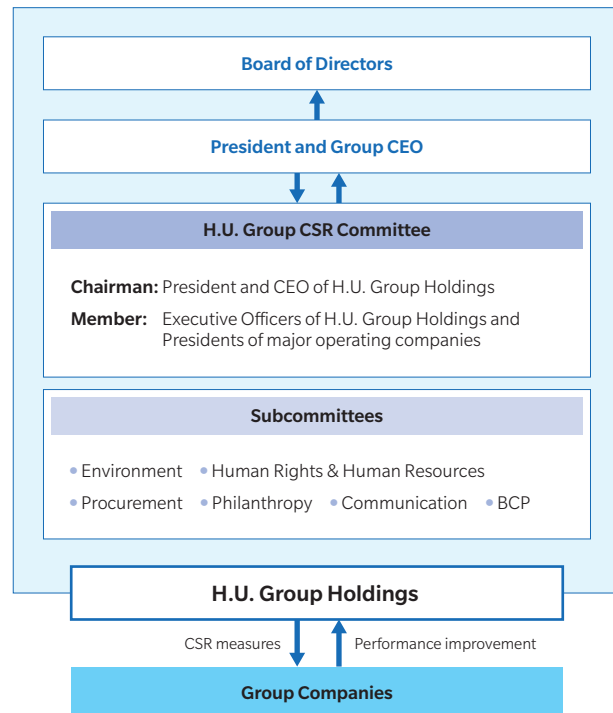 Board of Directors
President and Group CEO
H.U. Group CSR Committee
Chairman: President and CEO of H.U. Group Holdings
Member: Executive Officers of H.U. Group Holdings and
Presidents of major operating companies
Subcommittees
• Environment • Human Rights & Human Resources
• Procurement • Philanthropy • Communication • BCP
H.U. Group Holdings
CSR measures Performance improvement
Group Companies